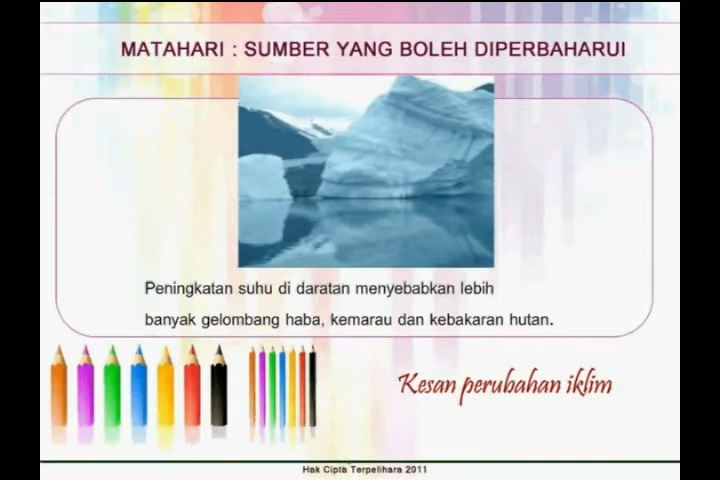 MATAHARI : SUMBER YANG BOLEH DIPERBAHARUI
Peningkatan suhu di daratan menyebabkan lebih
banyak gelombang haba, kemarau dan kebakaran hutan.
Kesan perubahan iklim
Hak Cipta Terpelihara 2011